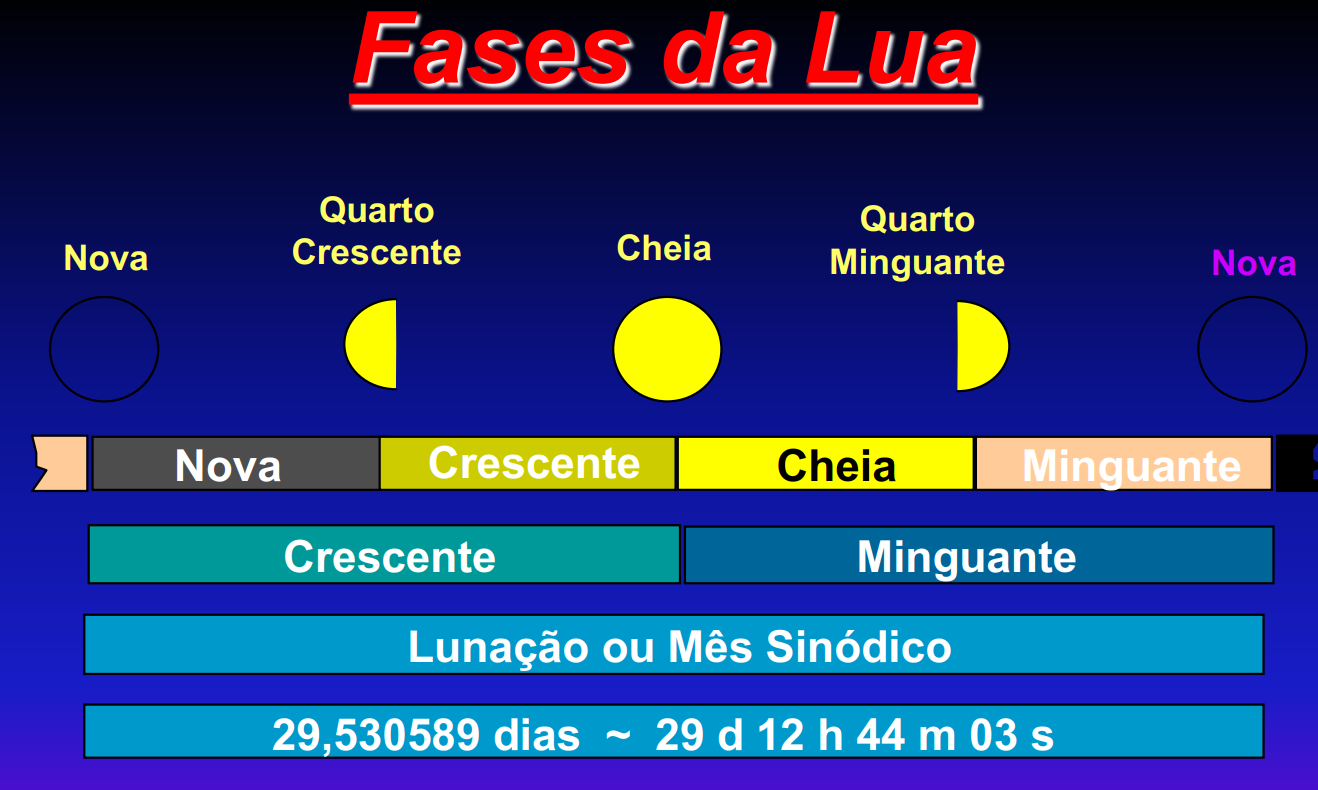 Fases da Lua
Nova
Quarto
Crescente
Cheia
Quarto
Minguante
Nova
Nova
Crescente
Cheia
Minguante
Crescente
Minguante
Lunação ou Mês Sinódico
29,530589 dias ~ 29 d 12 h 44 m 03 s